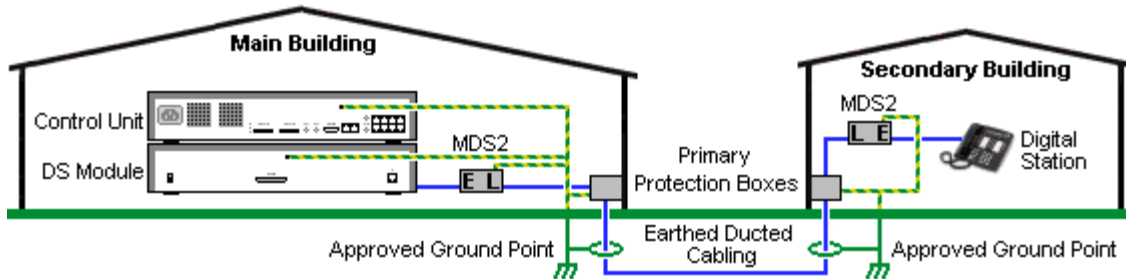 Main Building
Secondary Building
Control Unit
DS Module
MDS2
E L
Primary
Protection Boxes
MDS2
L E
Digital
Station
Approved Ground Point
Earthed Ducted
Cabling
Approved Ground Point